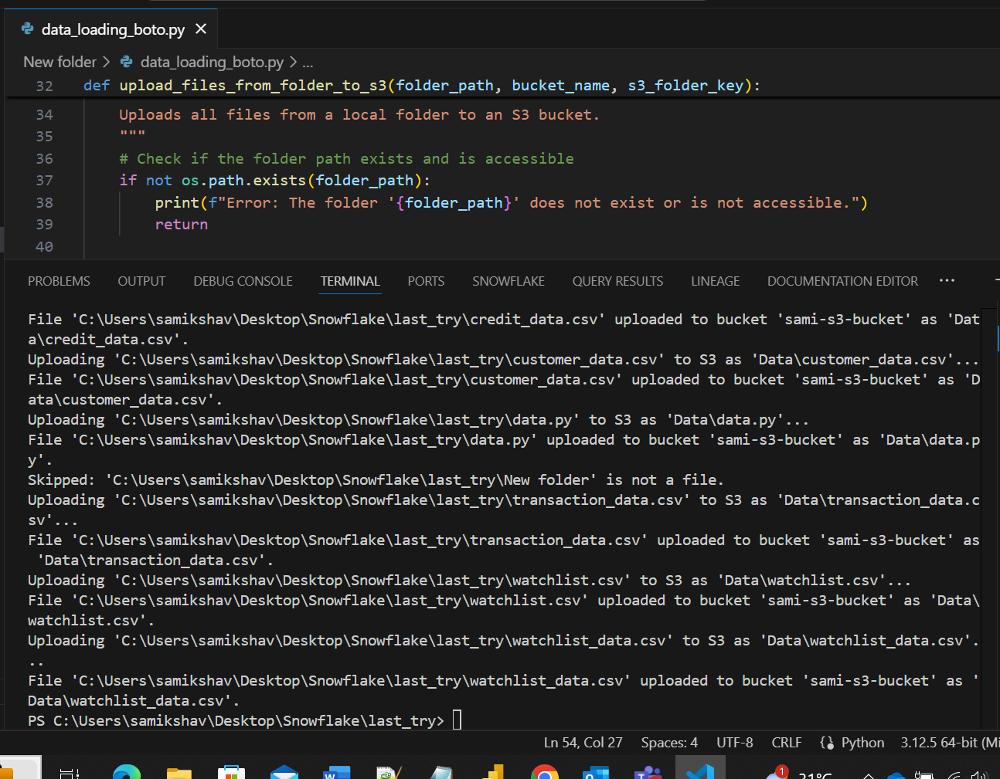 data_loading_boto.py
New folder > data_loading_boto.py > ...
32 def upload_files_from_folder_to_s3(folder_path, bucket_name, s3_folder_key):
34 Uploads all files from a local folder to an S3 bucket.
35 """
36 # Check if the folder path exists and is accessible
37 if not os.path.exists(folder_path):
38 print(f"Error: The folder '{folder_path}' does not exist or is not accessible.")
39 return
40
PROBLEMS OUTPUT DEBUG CONSOLE TERMINAL PORTS SNOWFLAKE QUERY RESULTS LINEAGE DOCUMENTATION EDITOR ...
File 'C:\Users\samikshav\Desktop\Snowflake\last_try\credit_data.csv' uploaded to bucket 'sami-s3-bucket' as 'Dat
a\credit_data.csv'.
Uploading 'C:\Users\samikshav\Desktop\Snowflake\last_try\customer_data.csv' to S3 as 'Data\customer_data.csv'...
File 'C:\Users\samikshav\Desktop\Snowflake\last_try\customer_data.csv' uploaded to bucket 'sami-s3-bucket' as 'D
ata\customer_data.csv'.
Uploading 'C:\Users\samikshav\Desktop\Snowflake\last_try\data.py' to S3 as 'Data\data.py'...
File 'C:\Users\samikshav\Desktop\Snowflake\last_try\data.py' uploaded to bucket 'sami-s3-bucket' as 'Data\data.p
y'.
Skipped: 'C:\Users\samikshav\Desktop\Snowflake\last_try\New folder' is not a file.
Uploading 'C:\Users\samikshav\Desktop\Snowflake\last_try\transaction_data.csv' to S3 as 'Data\transaction_data.c
sv'...
File 'C:\Users\samikshav\Desktop\Snowflake\last_try\transaction_data.csv' uploaded to bucket 'sami-s3-bucket' as
'Data\transaction_data.csv'.
Uploading 'C:\Users\samikshav\Desktop\Snowflake\last_try\watchlist.csv' to S3 as 'Data\watchlist.csv'...
File 'C:\Users\samikshav\Desktop\Snowflake\last_try\watchlist.csv' uploaded to bucket 'sami-s3-bucket' as 'Data\
watchlist.csv'.
Uploading 'C:\Users\samikshav\Desktop\Snowflake\last_try\watchlist_data.csv' to S3 as 'Data\watchlist_data.csv'.
..
File 'C:\Users\samikshav\Desktop\Snowflake\last_try\watchlist_data.csv' uploaded to bucket 'sami-s3-bucket' as '
Data\watchlist_data.csv'.
PS C:\Users\samikshav\Desktop\Snowflake\last_try>
Ln 54, Col 27 Spaces: 4 UTF-8 CRLF Python 3.12.5 64-bit (Mi
1 21°C